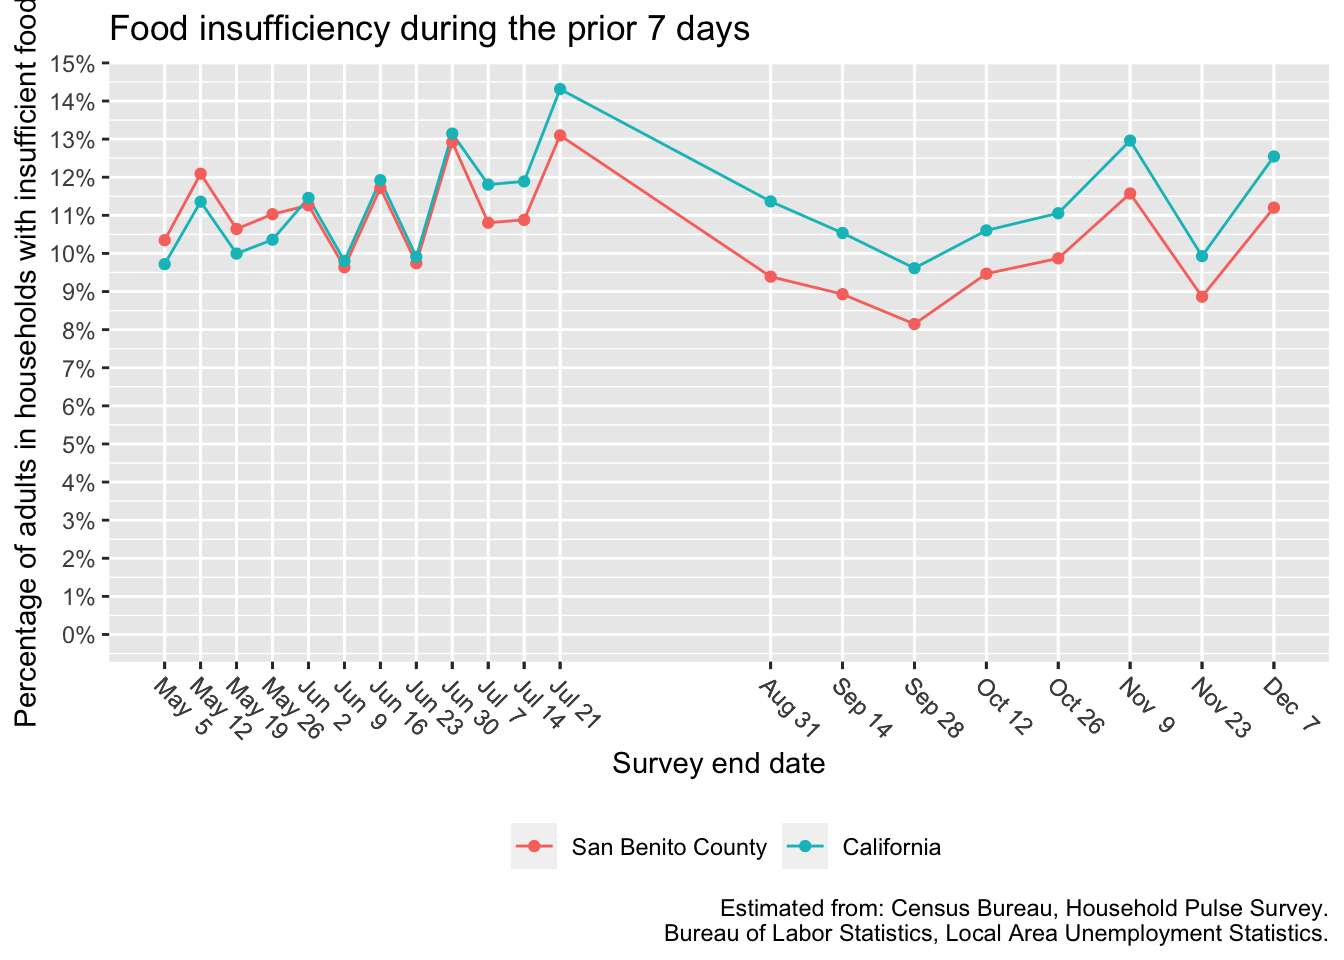 Food insufficiency during the prior 7 days
Percentage of adults in households with insufficient food
15%
14%
13%
12%
11%
10%
9%
8%
7%
6%
5%
4%
3%
2%
1%
0%
May 5
May 12
May 19
May 26
Jun 2
Jun 9
Jun 16
Jun 23
Jun 30
Jul 7
Jul 14
Jul 21
Aug 31
Sep 14
Sep 28
Oct 12
Oct 26
Nov 9
Nov 23
Dec 7
Survey end date
San Benito County
California
Estimated from: Census Bureau, Household Pulse Survey.
Bureau of Labor Statistics, Local Area Unemployment Statistics.